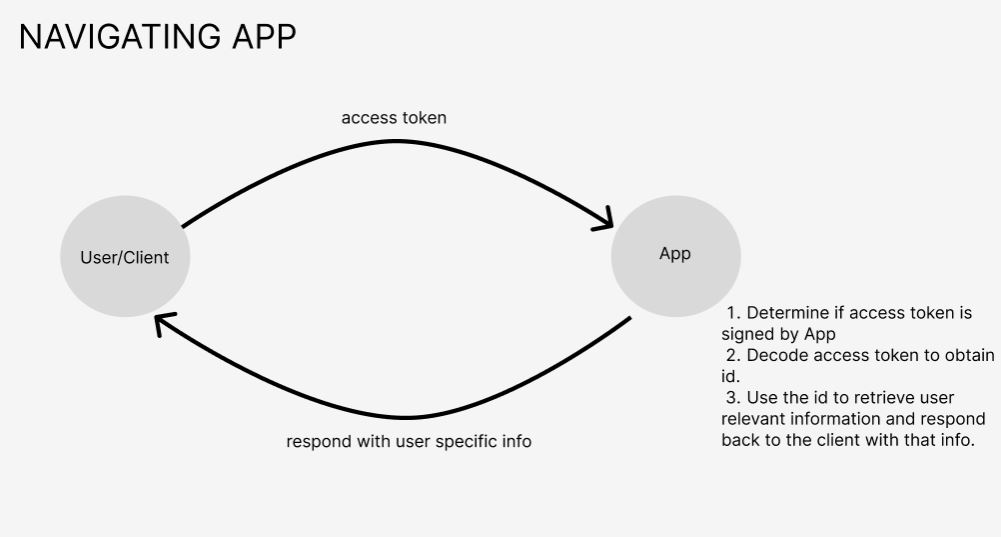 NAVIGATING APP
access token
User/Client
App
1. Determine if access token is
signed by App
2. Decode access token to obtain
id.
3. Use the id to retrieve user
relevant information and respond
back to the client with that info.
respond with user specific info